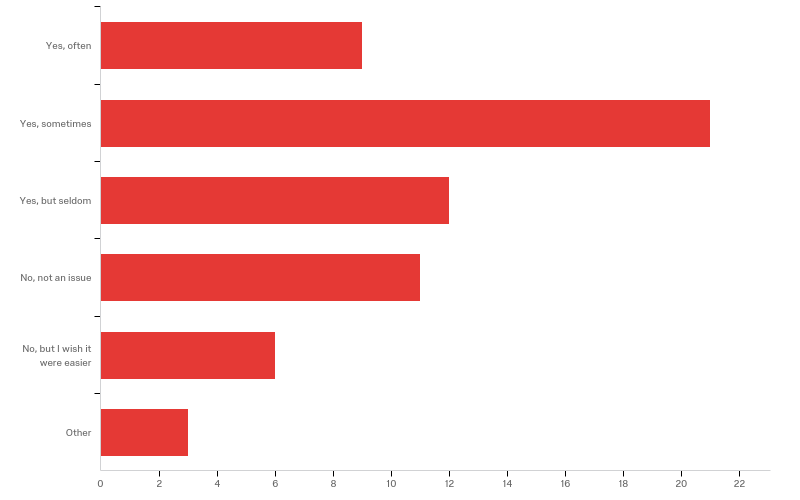 Yes, often
Yes, sometimes
Yes, but seldom
No, not an issue
No, but I wish it
were easier
Other
0 2 4 6 8 10 12 14 16 18 20 22